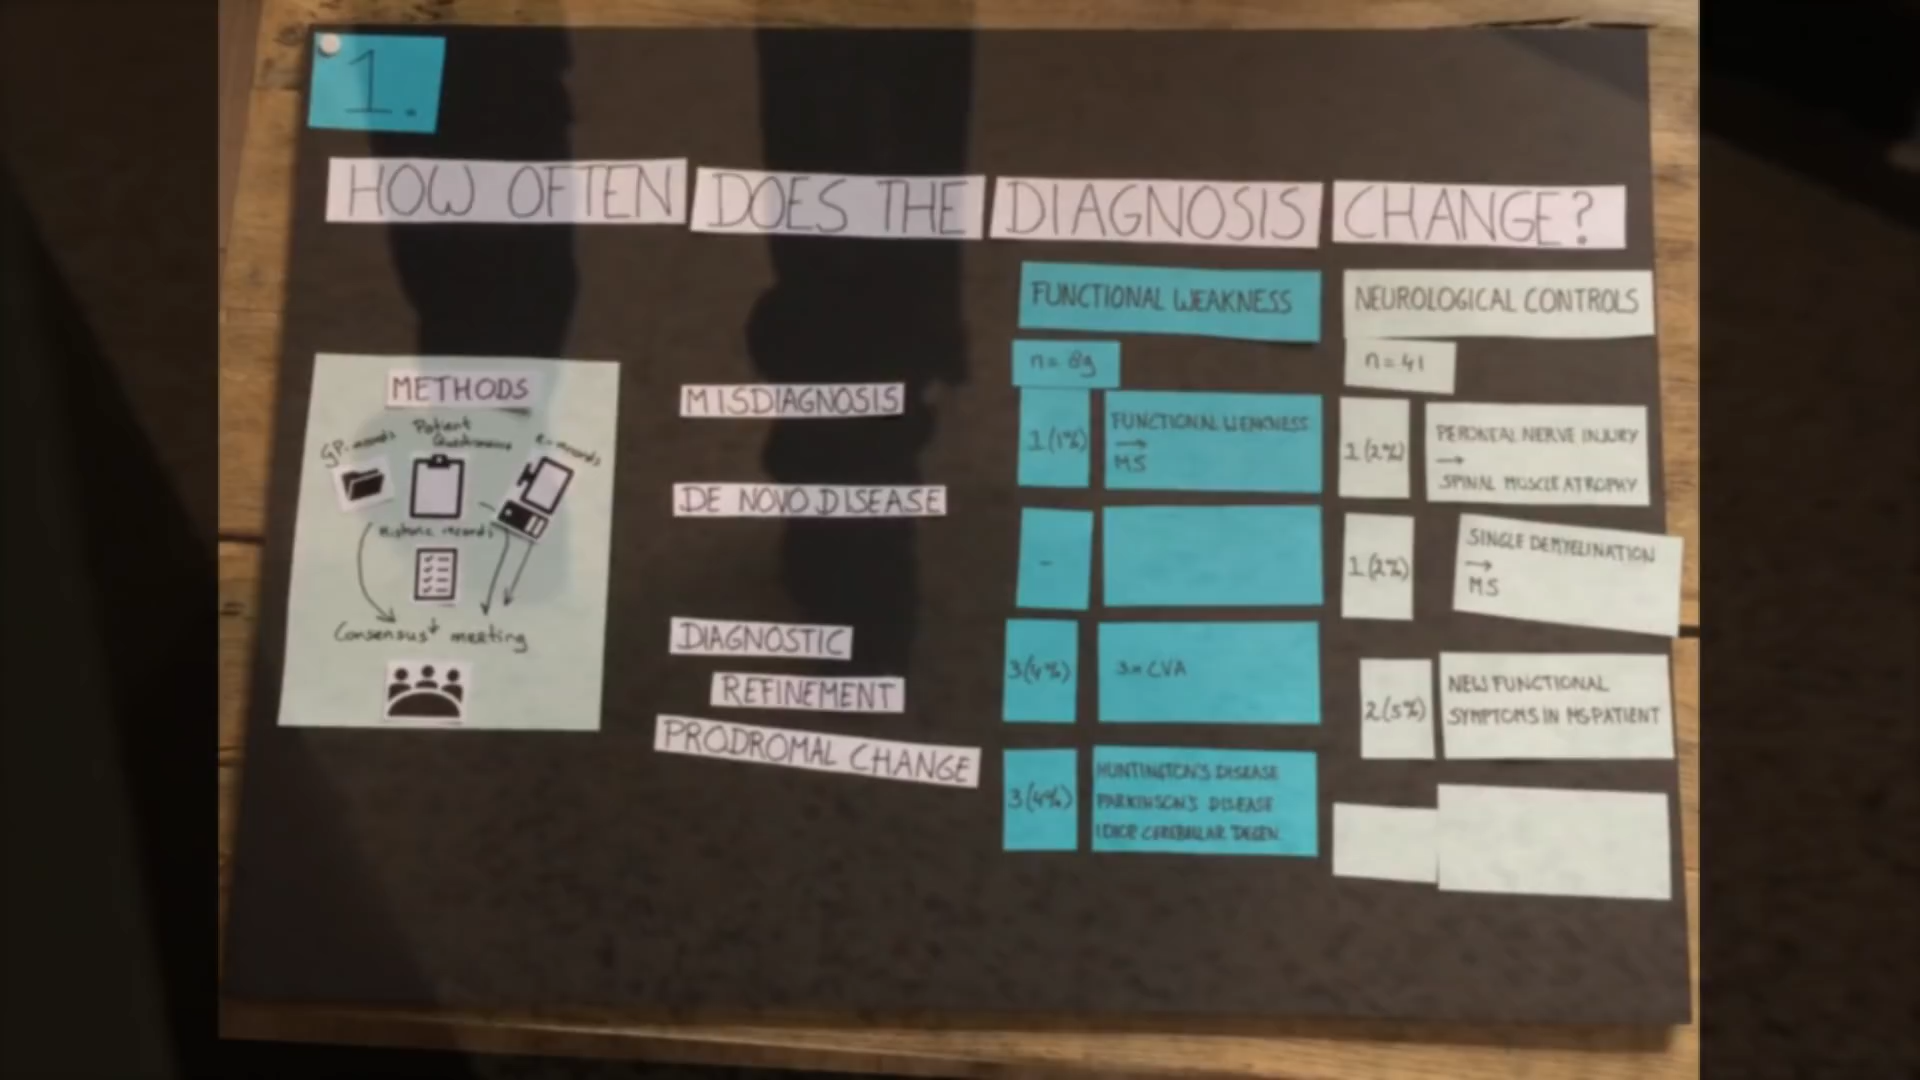 1.
HOW OFTEN DOES THE DIAGNOSIS CHANGE?
FUNCTIONAL WEAKNESS
NEUROLOGICAL CONTROLS
n = 89
n = 41
METHODS
GP-records
Patient
Questionnaire
E-records
Historic records
Consensus meeting
MISDIAGNOSIS
1 (1%)
FUNCTIONAL WEAKNESS
→
MS
1 (2%)
PERONEAL NERVE INJURY
→
SPINAL MUSCLE ATROPHY
DE NOVO DISEASE
-
1 (2%)
SINGLE DEMYELINATION
→
MS
DIAGNOSTIC
REFINEMENT
3 (4%)
3x CVA
2 (5%)
NEW FUNCTIONAL
SYMPTOMS IN MS PATIENT
PRODROMAL CHANGE
3 (4%)
HUNTINGTON'S DISEASE
PARKINSON'S DISEASE
IDIOP. CEREBELLAR DEGEN.